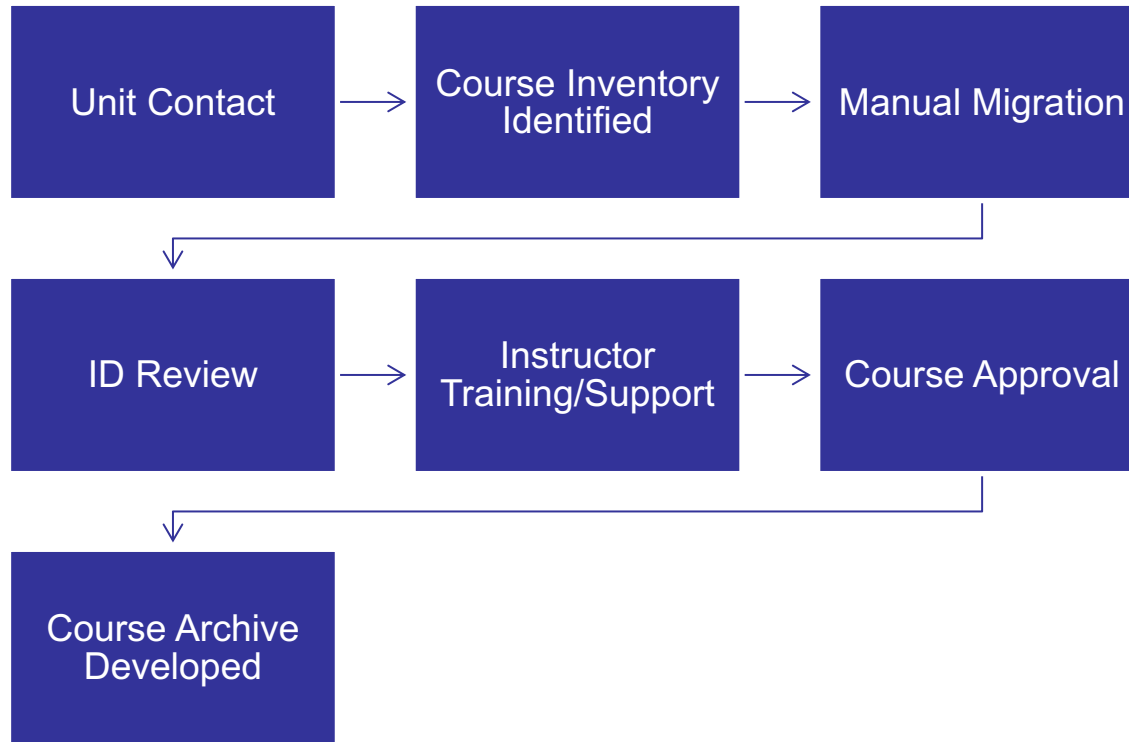 Unit Contact
Course Inventory
Identified
Manual Migration
ID Review
Instructor
Training/Support
Course Approval
Course Archive
Developed